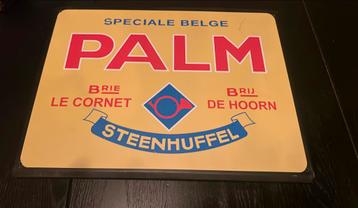 SPECIALE BELGE
PALM
BRIE
LE CORNET
BRIJ
DE HOORN
STEENHUFFEL